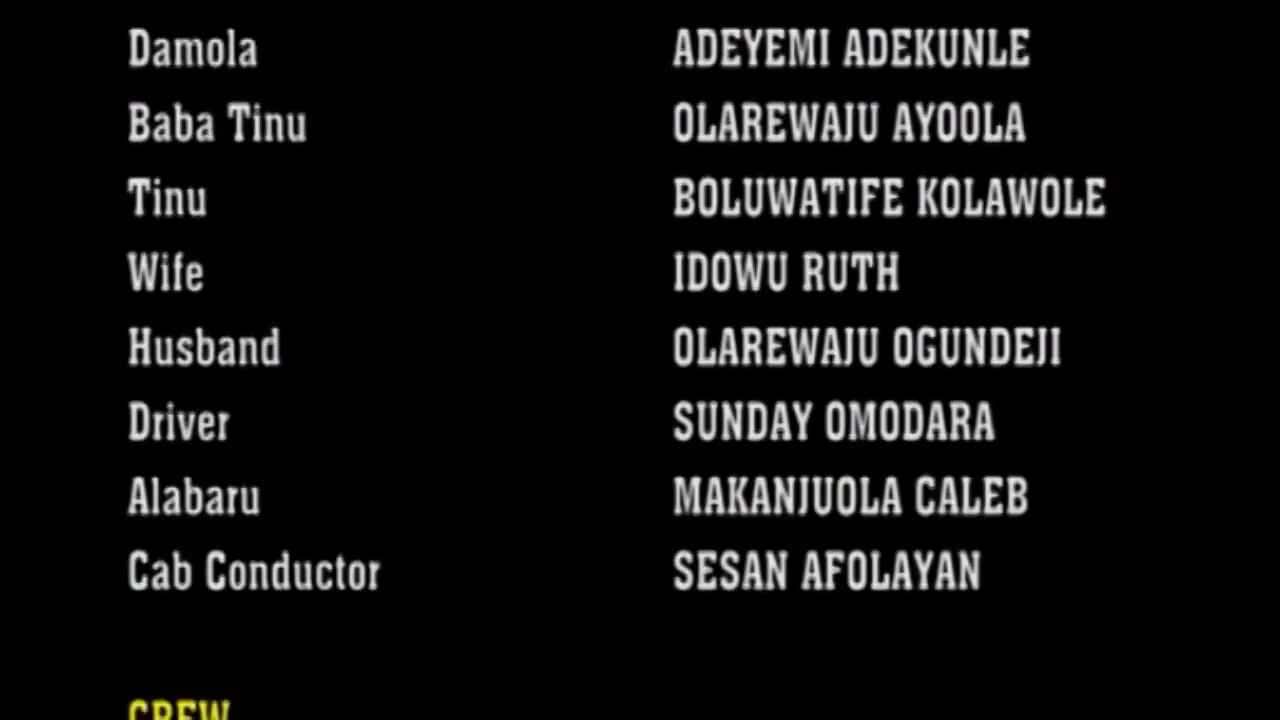 Damola ADEYEMI ADEKUNLE
Baba Tinu OLAREWAJU AYOOLA
Tinu BOLUWATIFE KOLAWOLE
Wife IDOWU RUTH
Husband OLAREWAJU OGUNDEJI
Driver SUNDAY OMODARA
Alabaru MAKANJUOLA CALEB
Cab Conductor SESAN AFOLAYAN
CREW